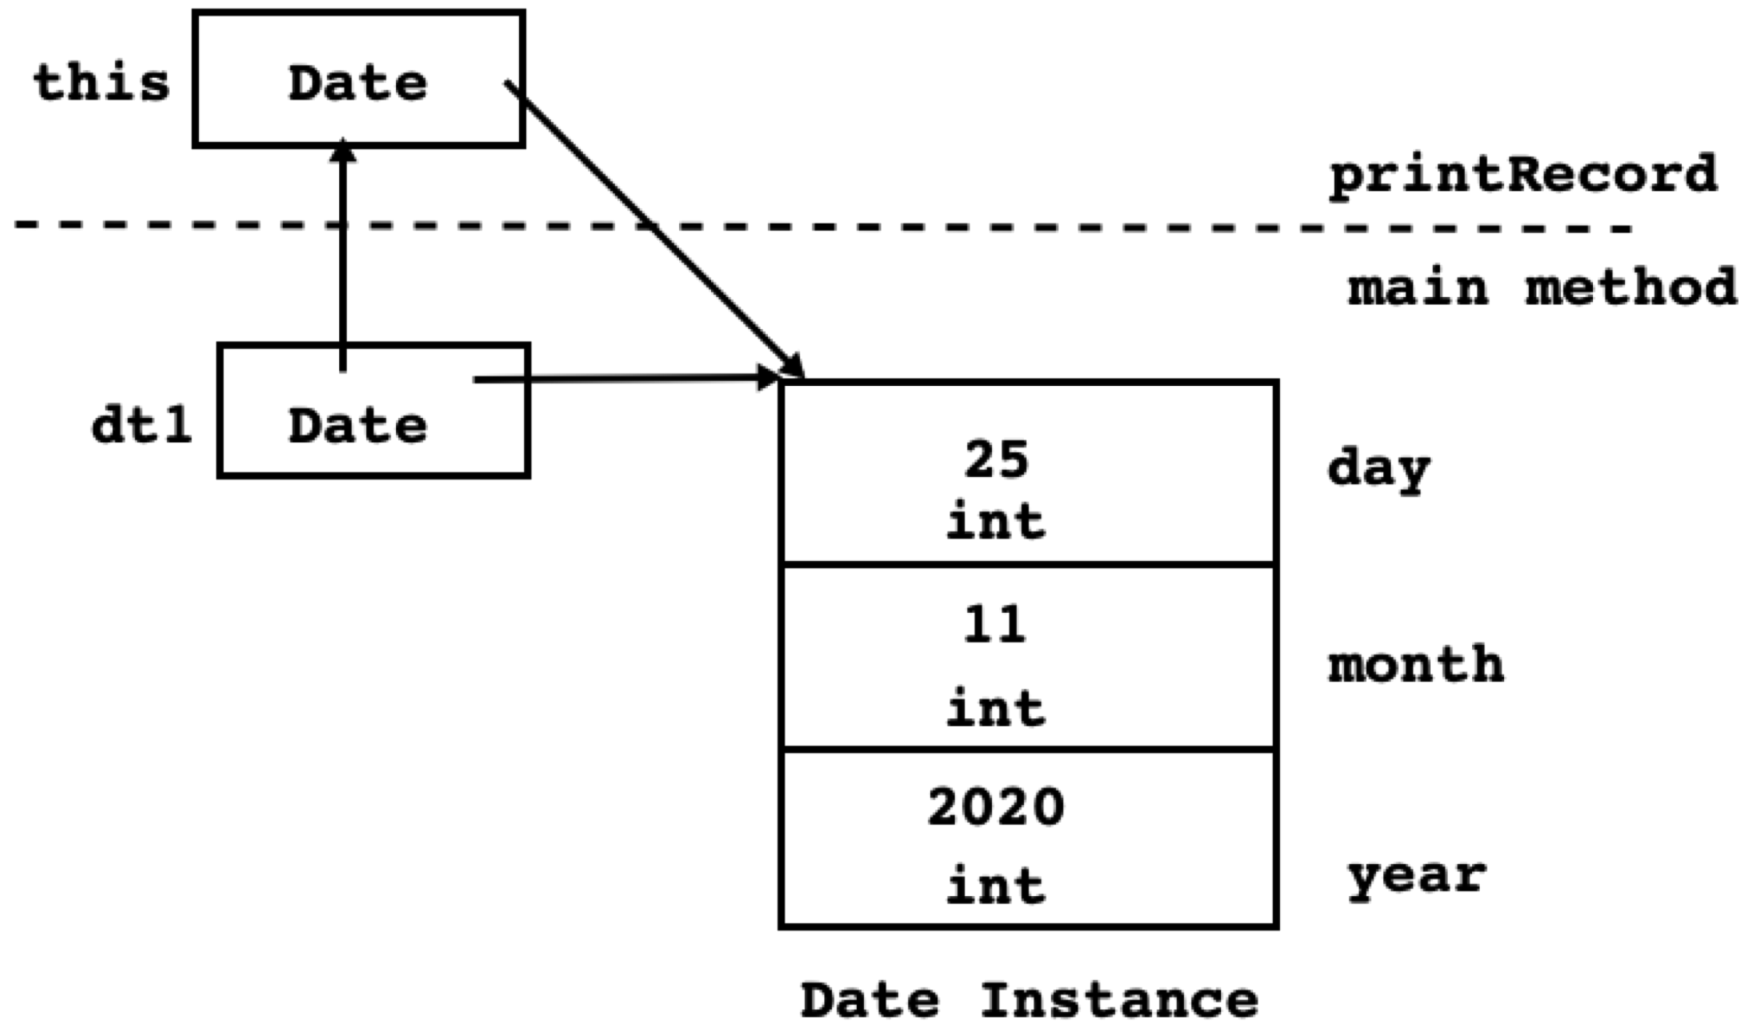 this Date
printRecord
main method
dt1 Date
25
int
day
11
int
month
2020
int
year
Date Instance